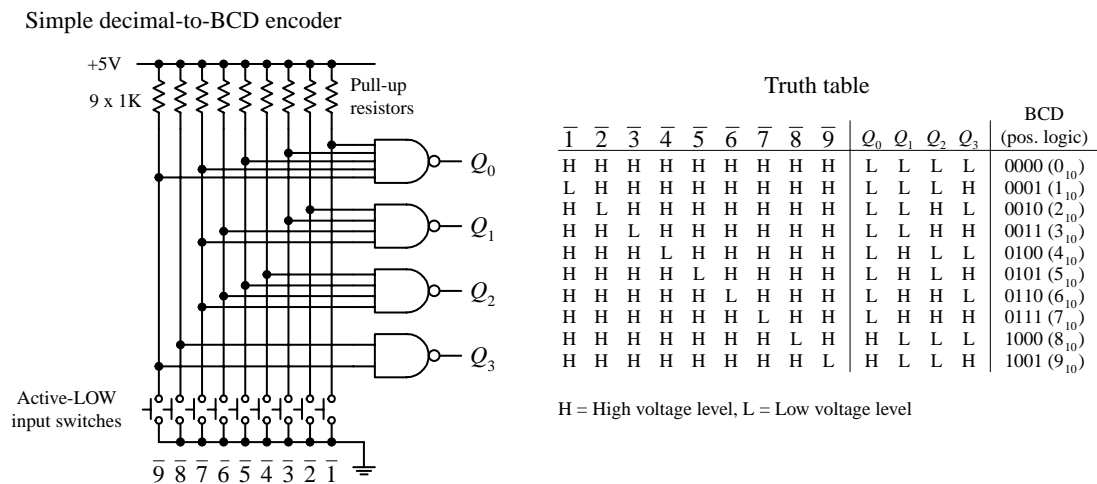 Simple decimal-to-BCD encoder
+5V
9 x 1K
Pull-up
resistors
Q₀
Q₁
Q₂
Q₃
Active-LOW
input switches
9̅ 8̅ 7̅ 6̅ 5̅ 4̅ 3̅ 2̅ 1̅
Truth table
BCD
1̅ 2̅ 3̅ 4̅ 5̅ 6̅ 7̅ 8̅ 9̅ Q₀ Q₁ Q₂ Q₃ (pos. logic)
H H H H H H H H H L L L L 0000 (0₁₀)
L H H H H H H H H L L L H 0001 (1₁₀)
H L H H H H H H H L L H L 0010 (2₁₀)
H H L H H H H H H L L H H 0011 (3₁₀)
H H H L H H H H H L H L L 0100 (4₁₀)
H H H H L H H H H L H L H 0101 (5₁₀)
H H H H H L H H H L H H L 0110 (6₁₀)
H H H H H H L H H L H H H 0111 (7₁₀)
H H H H H H H L H H L L L 1000 (8₁₀)
H H H H H H H H L H L L H 1001 (9₁₀)
H = High voltage level, L = Low voltage level